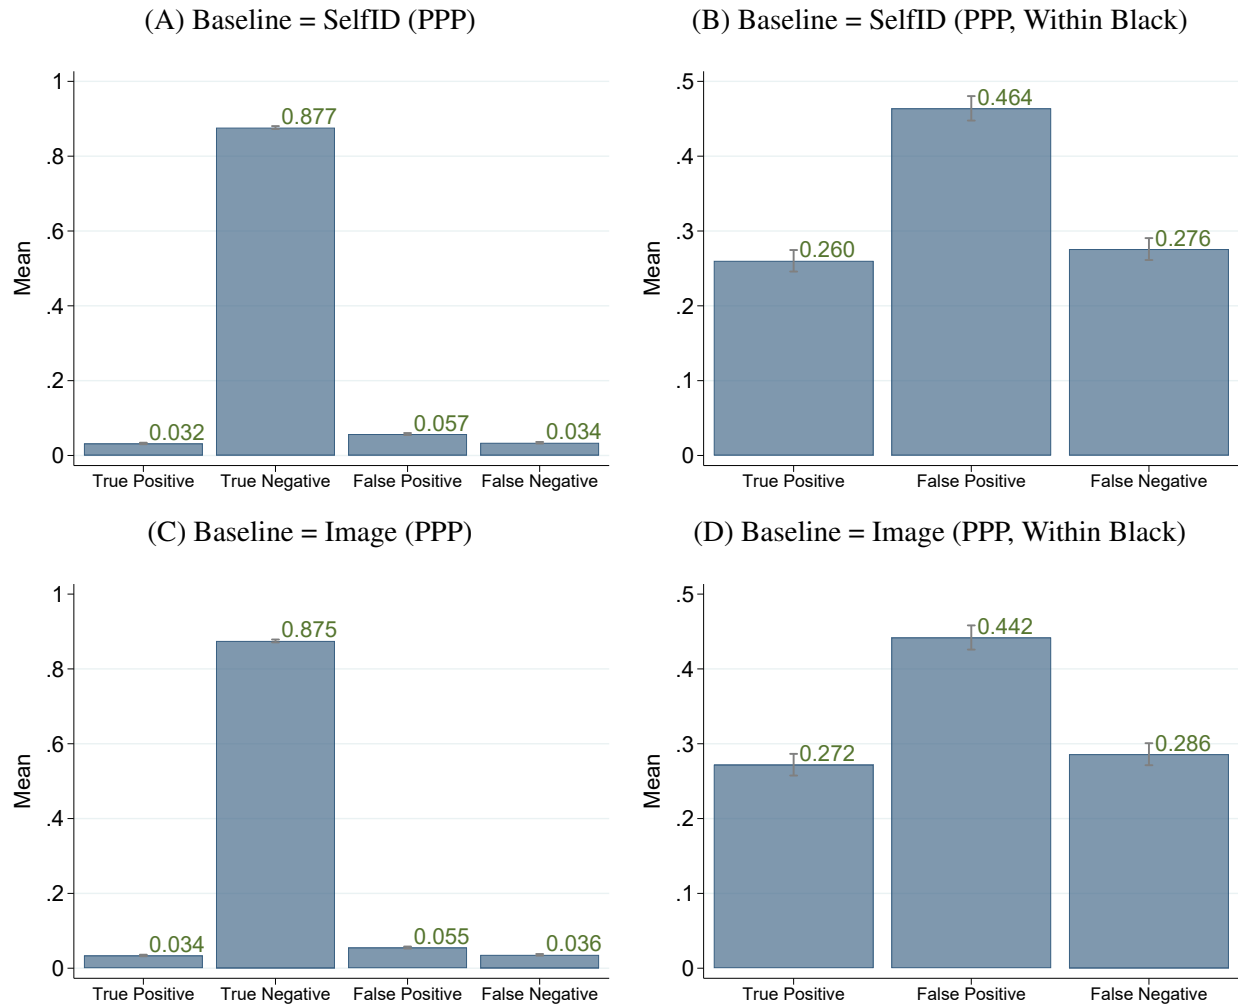 (A) Baseline = SelfID (PPP)
1
.8
.6
.4
.2
0
Mean
0.032
0.877
0.057
0.034
True Positive
True Negative
False Positive
False Negative
(B) Baseline = SelfID (PPP, Within Black)
.5
.4
.3
.2
.1
0
Mean
0.260
0.464
0.276
True Positive
False Positive
False Negative
(C) Baseline = Image (PPP)
1
.8
.6
.4
.2
0
Mean
0.034
0.875
0.055
0.036
True Positive
True Negative
False Positive
False Negative
(D) Baseline = Image (PPP, Within Black)
.5
.4
.3
.2
.1
0
Mean
0.272
0.442
0.286
True Positive
False Positive
False Negative